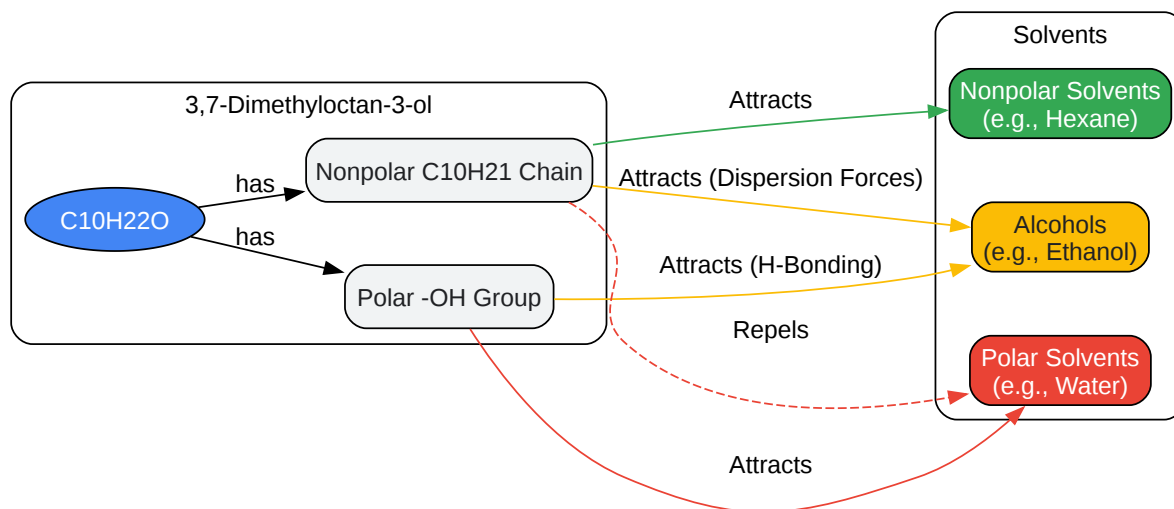 Solvents
Nonpolar Solvents
(e.g., Hexane)
Attracts
3,7-Dimethyloctan-3-ol
Nonpolar C10H21 Chain
has
Attracts (Dispersion Forces)
C10H22O
has
Alcohols
(e.g., Ethanol)
Attracts (H-Bonding)
Polar -OH Group
Repels
Polar Solvents
(e.g., Water)
Attracts